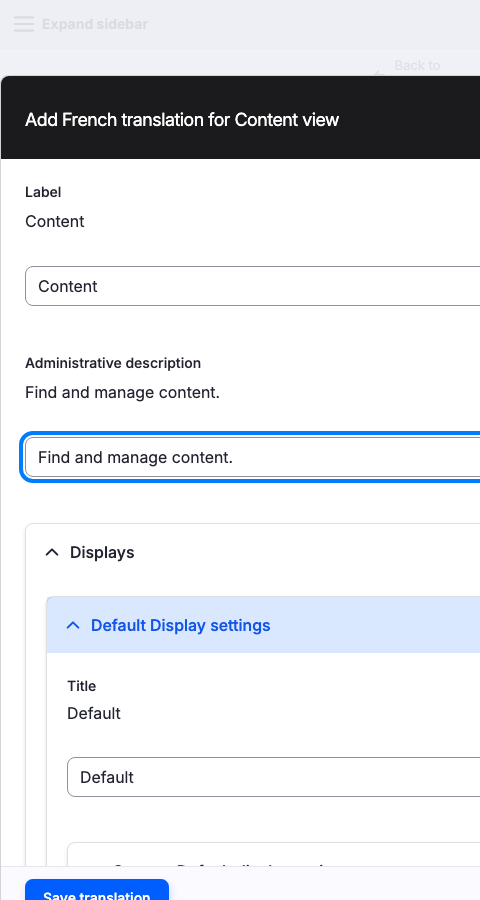 Expand sidebar
Back to
Add French translation for Content view
Label
Content
Content
Administrative description
Find and manage content.
Find and manage content.
Displays
Default Display settings
Title
Default
Default
Save translation